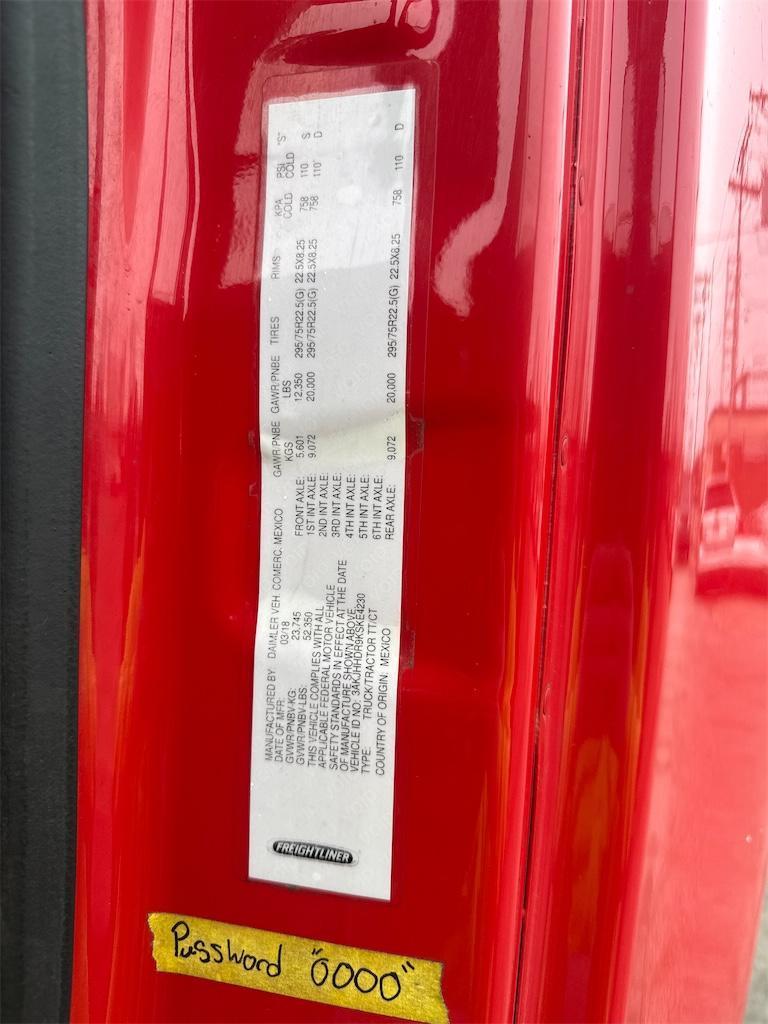 FREIGHTLINER
MANUFACTURED BY: DAIMLER VEH. COMERC. MEXICO
DATE OF MFR: 03/18
GVWR/PNBV-KG: 23,745
GVWR/PNBV-LBS: 52,350
THIS VEHICLE COMPLIES WITH ALL
APPLICABLE FEDERAL MOTOR VEHICLE
SAFETY STANDARDS IN EFFECT AT THE DATE
OF MANUFACTURE SHOWN ABOVE.
VEHICLE ID NO: 3AKJHHDR9KSKE4230
TYPE: TRUCK/TRACTOR TT/CT
COUNTRY OF ORIGIN: MEXICO
GAWR/PNBE GAWR/PNBE TIRES RIMS KPA PSI "S"
KGS LBS COLD COLD
FRONT AXLE: 5,601 12,350 295/75R22.5(G) 22.5X8.25 758 110 S
1ST INT AXLE: 9,072 20,000 295/75R22.5(G) 22.5X8.25 758 110 D
2ND INT AXLE:
3RD INT AXLE:
4TH INT AXLE:
5TH INT AXLE:
6TH INT AXLE:
REAR AXLE: 9,072 20,000 295/75R22.5(G) 22.5X8.25 758 110 D
Password "0000"